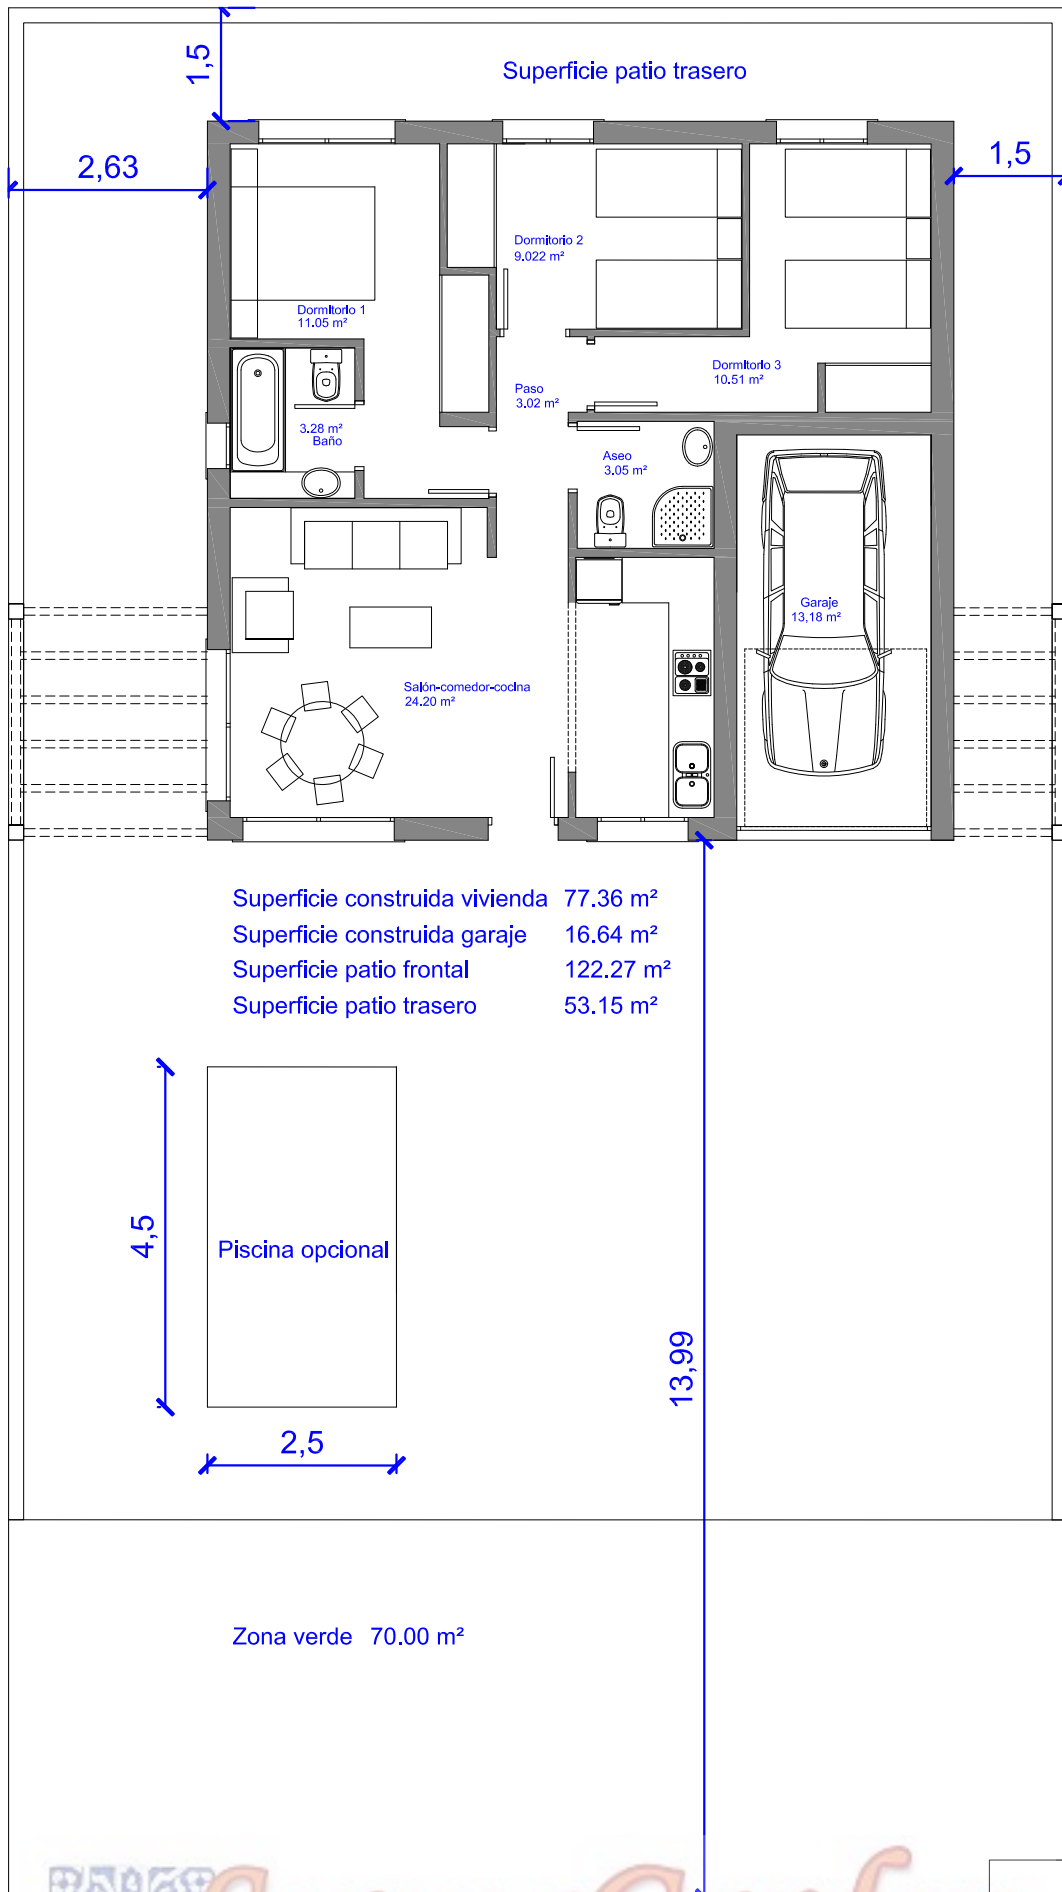 1,5
Superficie patio trasero
2,63
1,5
Dormitorio 2
9.022 m²
Dormitorio 1
11.05 m²
Dormitorio 3
10.51 m²
Paso
3.02 m²
3.28 m²
Baño
Aseo
3.05 m²
Garaje
13,18 m²
Salón-comedor-cocina
24.20 m²
Superficie construida vivienda 77.36 m²
Superficie construida garaje 16.64 m²
Superficie patio frontal 122.27 m²
Superficie patio trasero 53.15 m²
4,5
Piscina opcional
13,99
2,5
Zona verde 70.00 m²